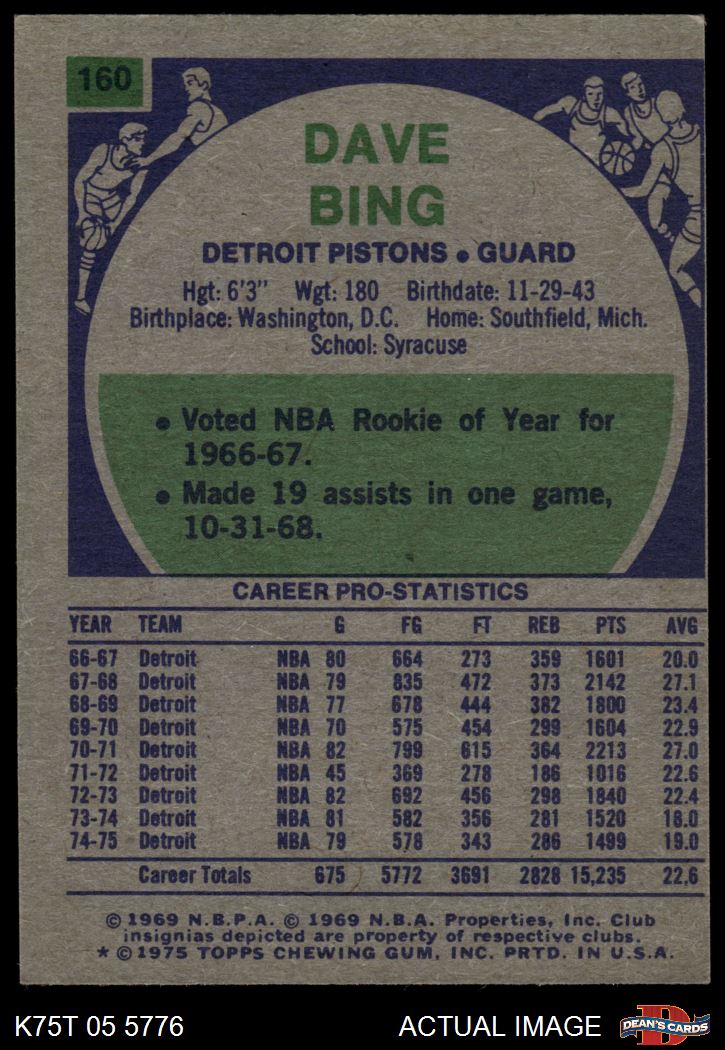 160
DAVE
BING
DETROIT PISTONS • GUARD
Hgt: 6'3" Wgt: 180 Birthdate: 11-29-43
Birthplace: Washington, D.C. Home: Southfield, Mich.
School: Syracuse
• Voted NBA Rookie of Year for
1966-67.
• Made 19 assists in one game,
10-31-68.
CAREER PRO-STATISTICS
YEAR TEAM G FG FT REB PTS AVG
66-67 Detroit NBA 80 664 273 359 1601 20.0
67-68 Detroit NBA 79 835 472 373 2142 27.1
68-69 Detroit NBA 77 678 444 382 1800 23.4
69-70 Detroit NBA 70 575 454 299 1604 22.9
70-71 Detroit NBA 82 799 615 364 2213 27.0
71-72 Detroit NBA 45 369 278 186 1016 22.6
72-73 Detroit NBA 82 692 456 298 1840 22.4
73-74 Detroit NBA 81 582 356 281 1520 18.0
74-75 Detroit NBA 79 578 343 286 1499 19.0
Career Totals 675 5772 3691 2828 15,235 22.6
© 1969 N.B.P.A. © 1969 N.B.A. Properties, Inc. Club
insignias depicted are property of respective clubs.
* © 1975 TOPPS CHEWING GUM, INC. PRTD. IN U.S.A.
K75T 05 5776 ACTUAL IMAGE
D
DEAN'S CARDS